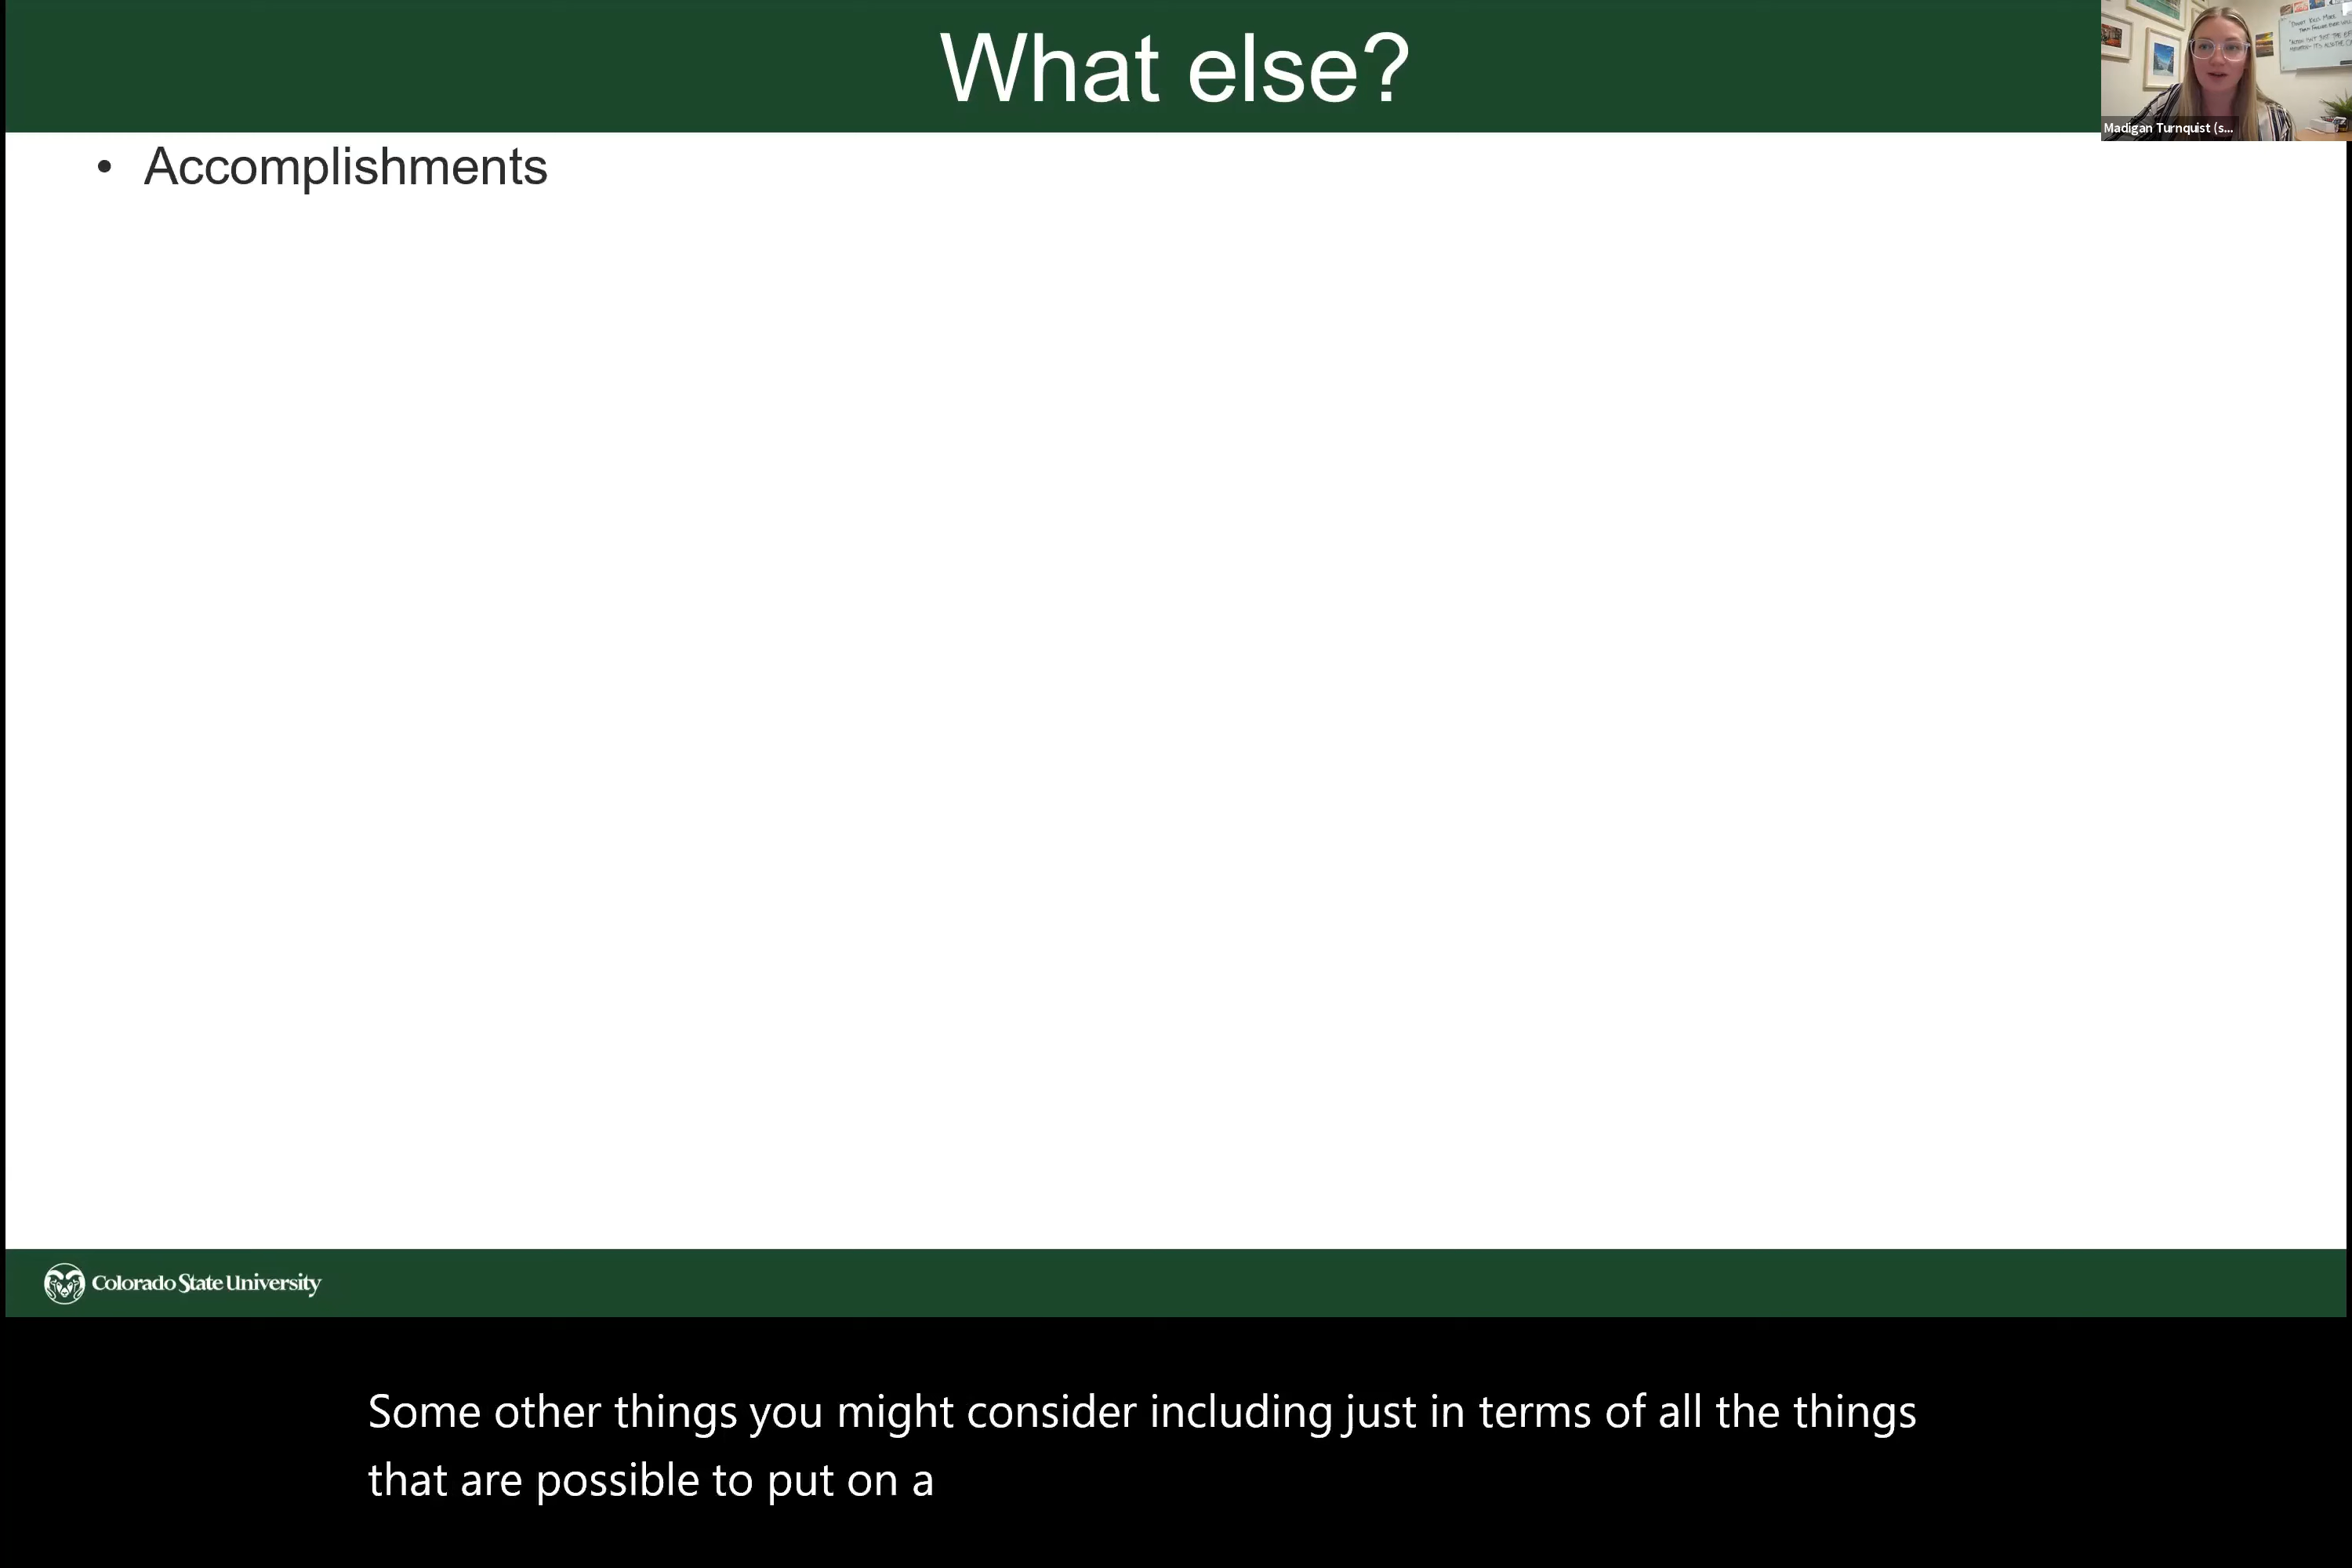 What else?
Madigan Turnquist (s...
• Accomplishments
Colorado State University
Some other things you might consider including just in terms of all the things
that are possible to put on a